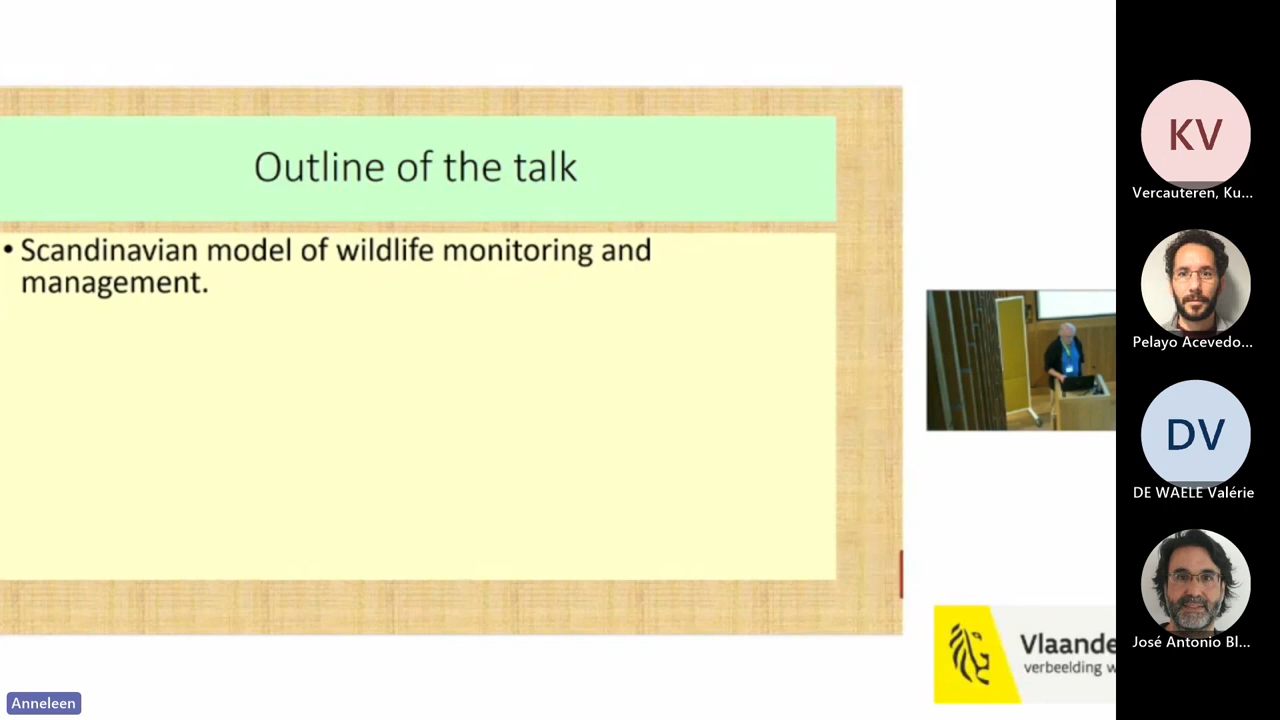 Outline of the talk
• Scandinavian model of wildlife monitoring and
management.
KV
Vercauteren, Ku...
Pelayo Acevedo...
DV
DE WAELE Valérie
José Antonio Bl...
Vlaande
verbeelding w
Anneleen